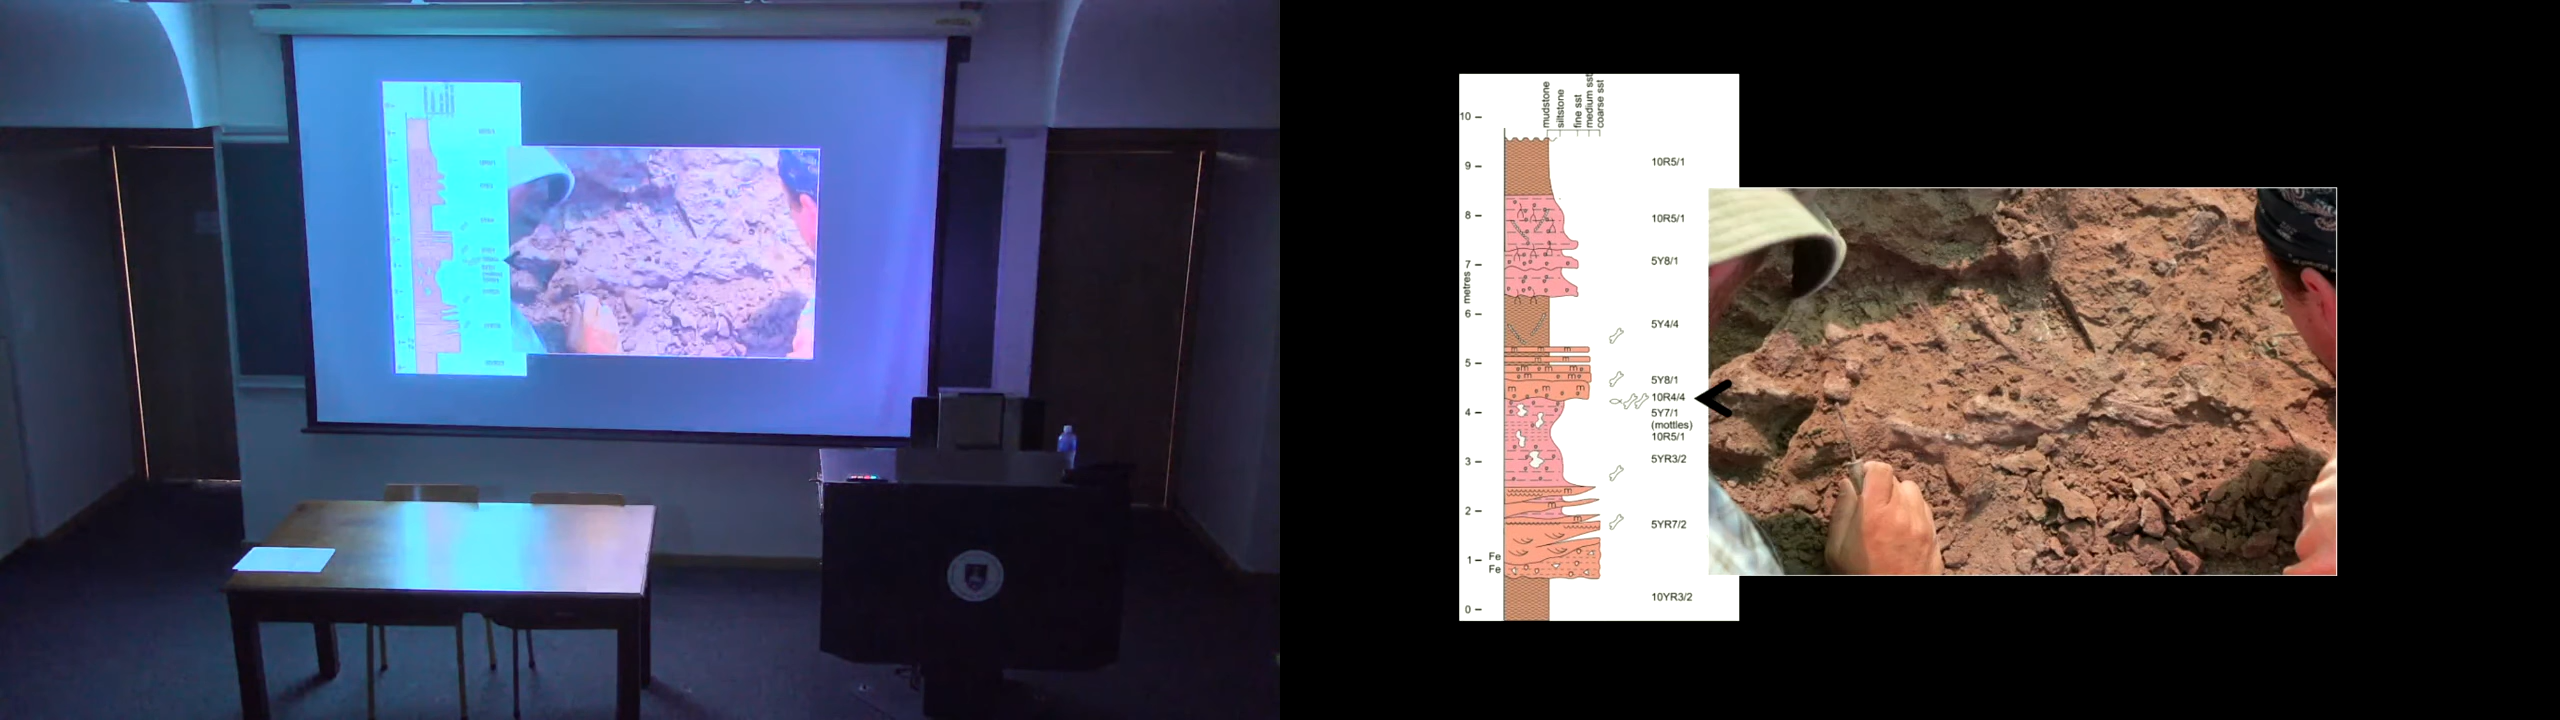 mudstone
siltstone
fine sst
medium sst
coarse sst
10
9
8
7
6
5
4
3
2
1
0
metres
Fe
Fe
10R5/1
10R5/1
5Y8/1
5Y4/4
5Y8/1
10R4/4
5Y7/1
(mottles)
10R5/1
5YR3/2
5YR7/2
10YR3/2
m
m
m
m
m
m
m
m
m
m
m
m